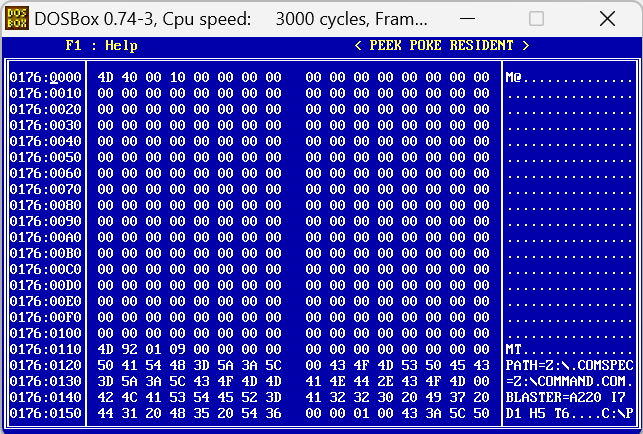 DOSBox 0.74-3, Cpu speed: 3000 cycles, Fram...
F1 : Help < PEEK POKE RESIDENT >
0176:0000 4D 40 00 10 00 00 00 00 00 00 00 00 00 00 00 00 M@..............
0176:0010 00 00 00 00 00 00 00 00 00 00 00 00 00 00 00 00 ................
0176:0020 00 00 00 00 00 00 00 00 00 00 00 00 00 00 00 00 ................
0176:0030 00 00 00 00 00 00 00 00 00 00 00 00 00 00 00 00 ................
0176:0040 00 00 00 00 00 00 00 00 00 00 00 00 00 00 00 00 ................
0176:0050 00 00 00 00 00 00 00 00 00 00 00 00 00 00 00 00 ................
0176:0060 00 00 00 00 00 00 00 00 00 00 00 00 00 00 00 00 ................
0176:0070 00 00 00 00 00 00 00 00 00 00 00 00 00 00 00 00 ................
0176:0080 00 00 00 00 00 00 00 00 00 00 00 00 00 00 00 00 ................
0176:0090 00 00 00 00 00 00 00 00 00 00 00 00 00 00 00 00 ................
0176:00A0 00 00 00 00 00 00 00 00 00 00 00 00 00 00 00 00 ................
0176:00B0 00 00 00 00 00 00 00 00 00 00 00 00 00 00 00 00 ................
0176:00C0 00 00 00 00 00 00 00 00 00 00 00 00 00 00 00 00 ................
0176:00D0 00 00 00 00 00 00 00 00 00 00 00 00 00 00 00 00 ................
0176:00E0 00 00 00 00 00 00 00 00 00 00 00 00 00 00 00 00 ................
0176:00F0 00 00 00 00 00 00 00 00 00 00 00 00 00 00 00 00 ................
0176:0100 00 00 00 00 00 00 00 00 00 00 00 00 00 00 00 00 ................
0176:0110 4D 92 01 09 00 00 00 00 00 00 00 00 00 00 00 00 MT..............
0176:0120 50 41 54 48 3D 5A 3A 5C 00 43 4F 4D 53 50 45 43 PATH=Z:\.COMSPEC
0176:0130 3D 5A 3A 5C 43 4F 4D 4D 41 4E 44 2E 43 4F 4D 00 =Z:\COMMAND.COM.
0176:0140 42 4C 41 53 54 45 52 3D 41 32 32 30 20 49 37 20 BLASTER=A220 I7
0176:0150 44 31 20 48 35 20 54 36 00 00 01 00 43 3A 5C 50 D1 H5 T6....C:\P